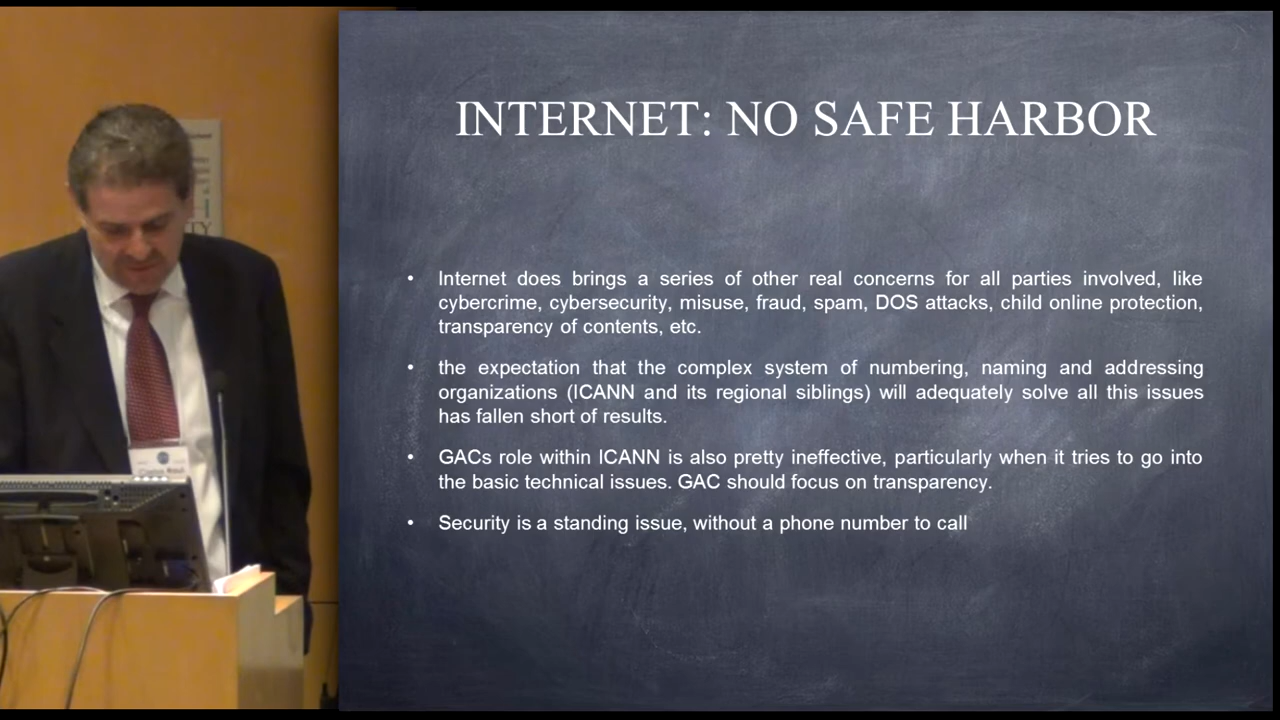 INTERNET: NO SAFE HARBOR
• Internet does brings a series of other real concerns for all parties involved, like
cybercrime, cybersecurity, misuse, fraud, spam, DOS attacks, child online protection,
transparency of contents, etc.
• the expectation that the complex system of numbering, naming and addressing
organizations (ICANN and its regional siblings) will adequately solve all this issues
has fallen short of results.
• GACs role within ICANN is also pretty ineffective, particularly when it tries to go into
the basic technical issues. GAC should focus on transparency.
• Security is a standing issue, without a phone number to call